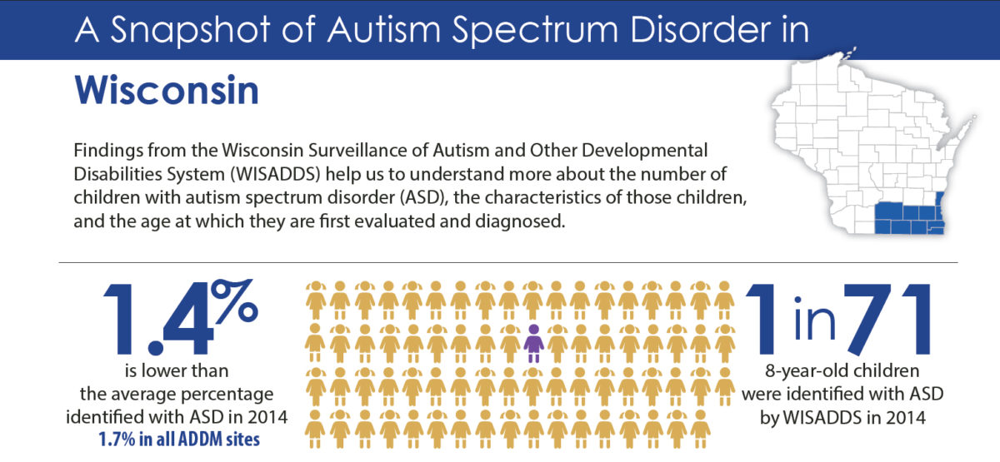 A Snapshot of Autism Spectrum Disorder in
Wisconsin
Findings from the Wisconsin Surveillance of Autism and Other Developmental
Disabilities System (WISADDS) help us to understand more about the number of
children with autism spectrum disorder (ASD), the characteristics of those children,
and the age at which they are first evaluated and diagnosed.
1.4%
is lower than
the average percentage
identified with ASD in 2014
1.7% in all ADDM sites
1 in 71
8-year-old children
were identified with ASD
by WISADDS in 2014